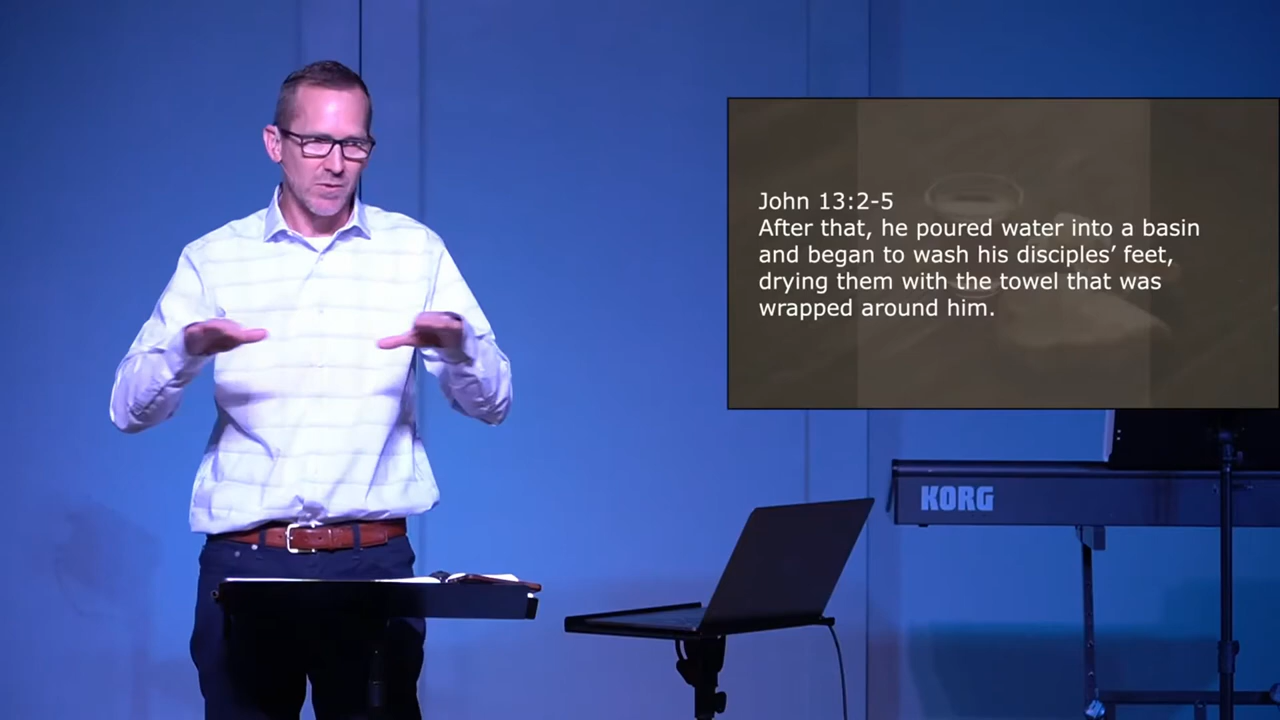 John 13:2-5
After that, he poured water into a basin
and began to wash his disciples’ feet,
drying them with the towel that was
wrapped around him.
KORG